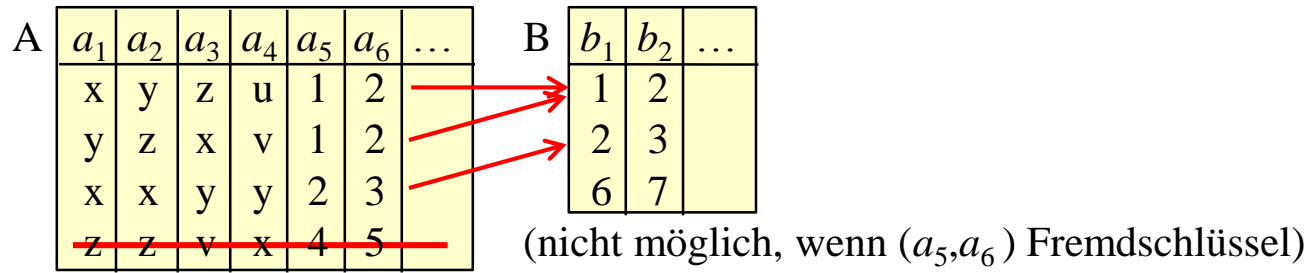 A a₁ a₂ a₃ a₄ a₅ a₆ … B b₁ b₂ …
x y z u 1 2 1 2
y z x v 1 2 2 3
x x y y 2 3 6 7
z z v x 4 5 (nicht möglich, wenn (a₅,a₆ ) Fremdschlüssel)